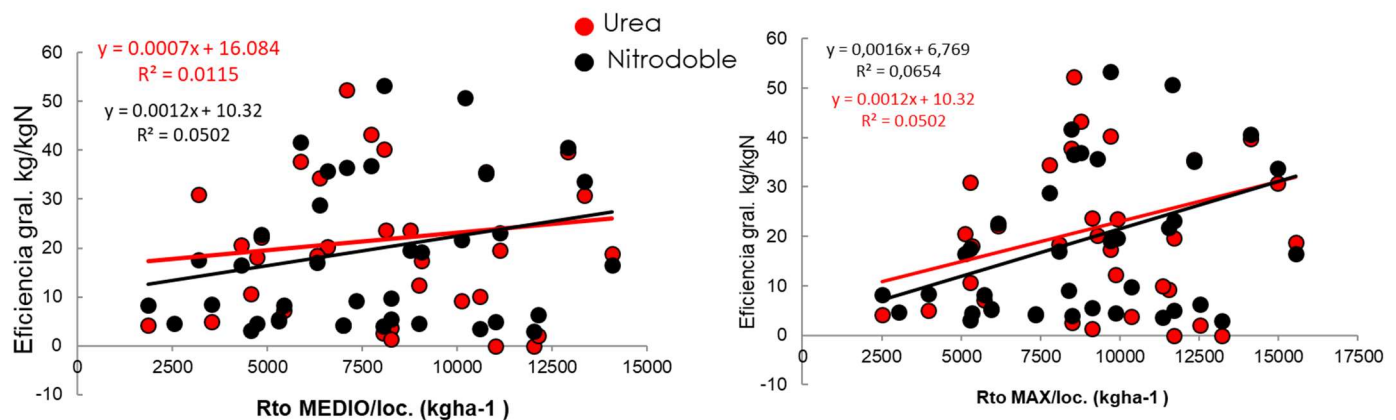 Urea
Nitrodoble
y = 0.0007x + 16.084
R² = 0.0115
y = 0.0012x + 10.32
R² = 0.0502
Eficiencia gral. kg/kgN
60
50
40
30
20
10
0
-10
0 2500 5000 7500 10000 12500 15000
Rto MEDIO/loc. (kgha-1 )
y = 0,0016x + 6,769
R² = 0,0654
y = 0.0012x + 10.32
R² = 0.0502
Eficiencia gral. kg/kgN
60
50
40
30
20
10
0
-10
0 2500 5000 7500 10000 12500 15000 17500
Rto MAX/loc. (kgha-1 )